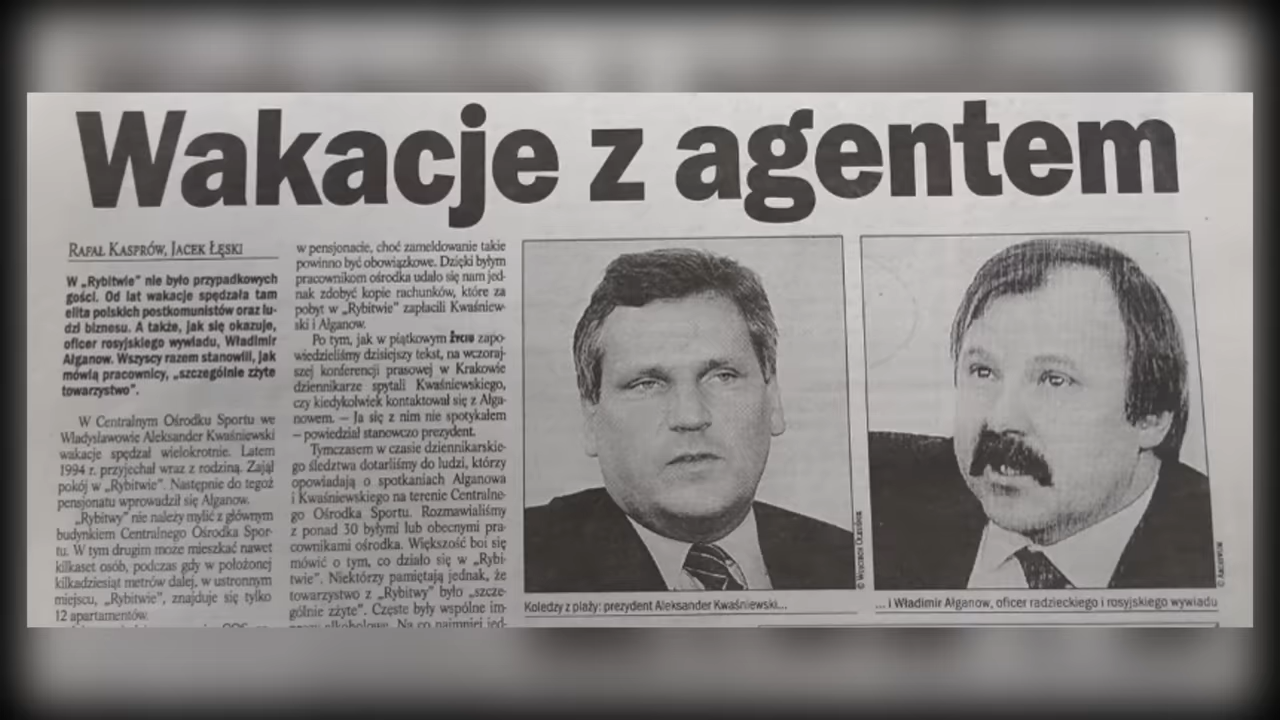 Wakacje z agentem
RAFAŁ KASPRÓW, JACEK ŁĘSKI
W „Rybitwie” nie było przypadkowych
gości. Od lat wakacje spędzała tam
elita polskich postkomunistów oraz lu-
dzi biznesu. A także, jak się okazuje,
oficer rosyjskiego wywiadu, Władimir
Ałganow. Wszyscy razem stanowili, jak
mówią pracownicy, „szczególnie zżyte
towarzystwo”.
W Centralnym Ośrodku Sportu we
Władysławowie Aleksander Kwaśniewski
wakacje spędzał wielokrotnie. Latem
1994 r. przyjechał wraz z rodziną. Zajął
pokój w „Rybitwie”. Następnie do tegoż
pensjonatu wprowadził się Ałganow.
„Rybitwy” nie należy mylić z głównym
budynkiem Centralnego Ośrodka Spor-
tu. W tym drugim może mieszkać nawet
kilkaset osób, podczas gdy w położonej
kilkadziesiąt metrów dalej, w ustronnym
miejscu, „Rybitwie”, znajduje się tylko
12 apartamentów.
w pensjonacie, choć zameldowanie takie
powinno być obowiązkowe. Dzięki byłym
pracownikom ośrodka udało się nam jed-
nak zdobyć kopie rachunków, które za
pobyt w „Rybitwie” zapłacili Kwaśniew-
ski i Ałganow.
Po tym, jak w piątkowym Życiu zapo-
wiedzieliśmy dzisiejszy tekst, na wczoraj-
szej konferencji prasowej w Krakowie
dziennikarze spytali Kwaśniewskiego,
czy kiedykolwiek kontaktował się z Ałga-
nowem. – Ja się z nim nie spotykałem
– powiedział stanowczo prezydent.
Tymczasem w czasie dziennikarskie-
go śledztwa dotarliśmy do ludzi, którzy
opowiadają o spotkaniach Ałganowa
i Kwaśniewskiego na terenie Centralne-
go Ośrodka Sportu. Rozmawialiśmy
z ponad 30 byłymi lub obecnymi pra-
cownikami ośrodka. Większość boi się
mówić o tym, co działo się w „Rybi-
twie”. Niektórzy pamiętają jednak, że
towarzystwo z „Rybitwy” było „szcze-
gólnie zżyte”. Częste były wspólne im-
Na co najmniej jed-
© WOJCIECH OLKUŚNIK
Koledzy z plaży: prezydent Aleksander Kwaśniewski...
© ARCHIWUM
... i Władimir Ałganow, oficer radzieckiego i rosyjskiego wywiadu